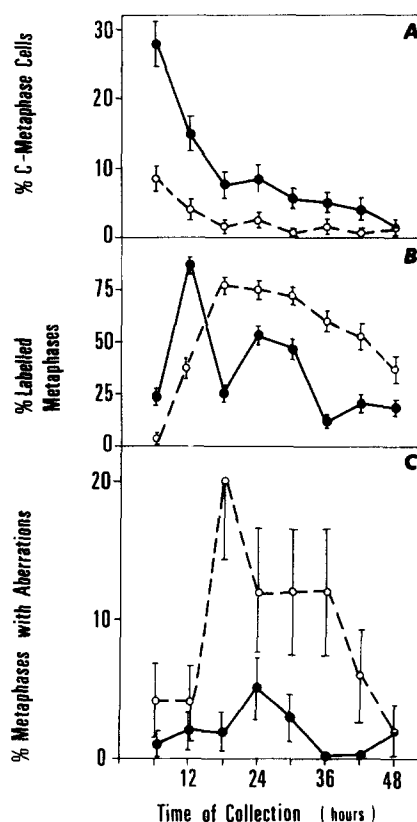 A
% C-Metaphase Cells
30
20
10
0
B
% Labelled
Metaphases
75
50
25
0
C
% Metaphases with Aberrations
20
10
0
12 24 36 48
Time of Collection ( hours )